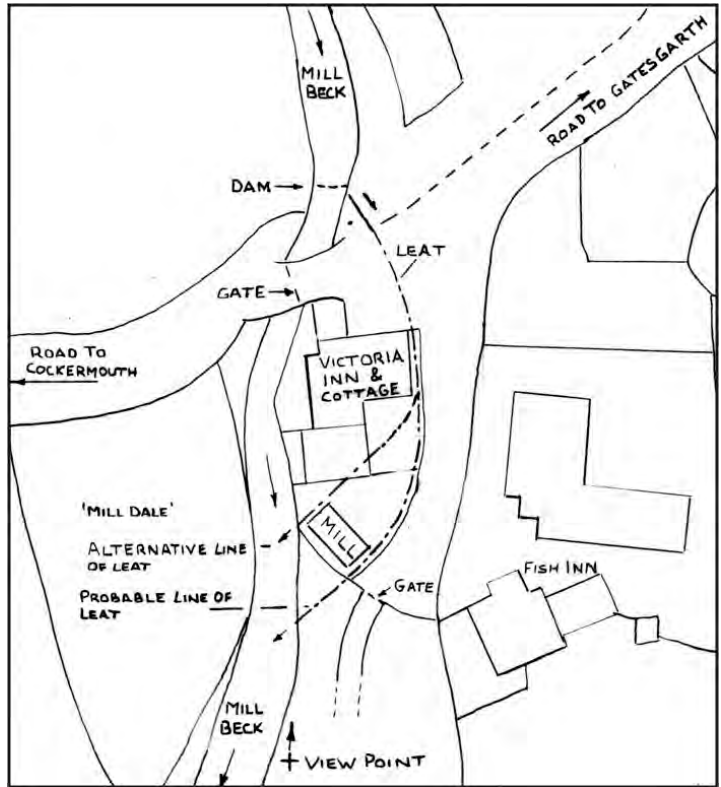 MILL
BECK
ROAD TO GATESGARTH
DAM
LEAT
GATE
ROAD TO
COCKERMOUTH
VICTORIA
INN &
COTTAGE
'MILL DALE'
ALTERNATIVE LINE
OF LEAT
MILL
PROBABLE LINE OF
LEAT
GATE
FISH INN
MILL
BECK
VIEW POINT